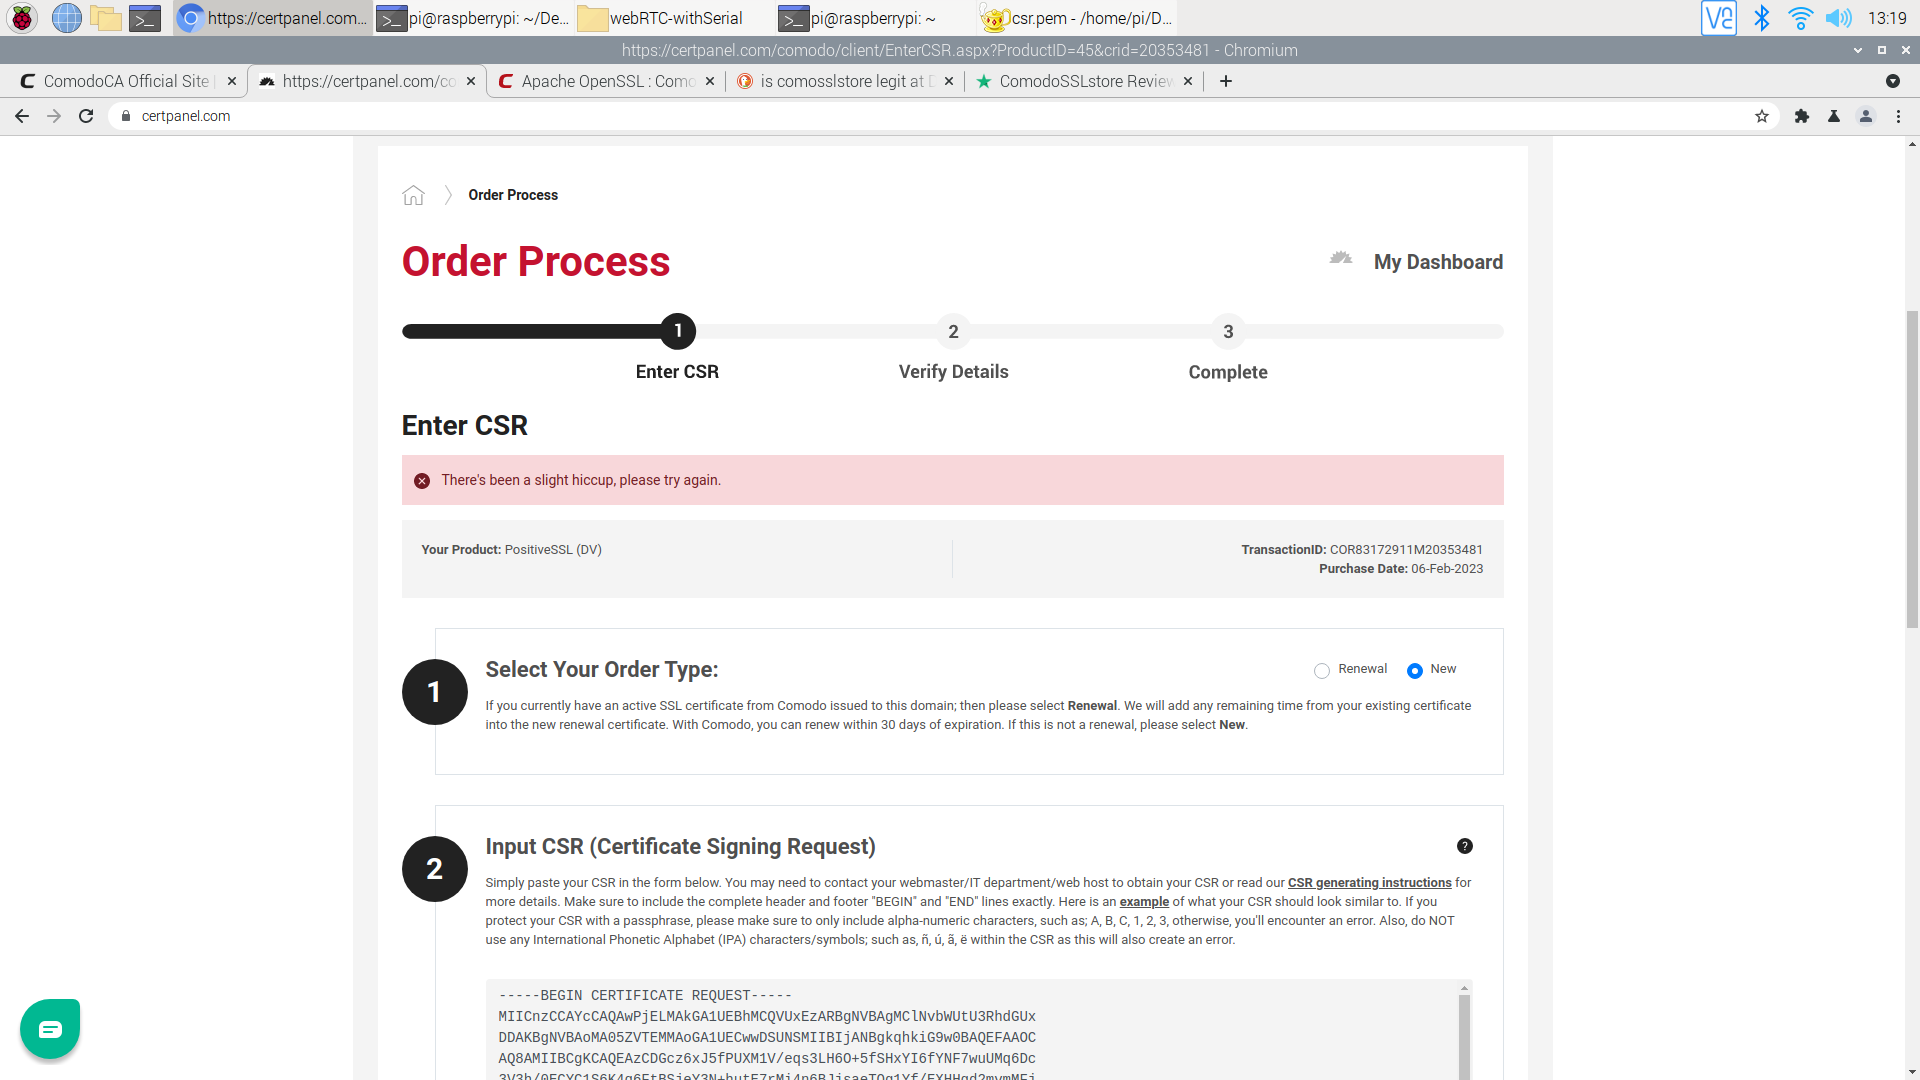 https://certpanel.com...
pi@raspberrypi: ~/De...
webRTC-withSerial
pi@raspberrypi: ~
csr.pem - /home/pi/D...
13:19
https://certpanel.com/comodo/client/EnterCSR.aspx?ProductID=45&crid=20353481 - Chromium
ComodoCA Official Site |
https://certpanel.com/co
Apache OpenSSL : Como
is comosslstore legit at D
ComodoSSLstore Review
certpanel.com
Order Process
Order Process
My Dashboard
1
2
3
Enter CSR
Verify Details
Complete
Enter CSR
There's been a slight hiccup, please try again.
Your Product: PositiveSSL (DV)
TransactionID: COR83172911M20353481
Purchase Date: 06-Feb-2023
1
Select Your Order Type:
Renewal
New
If you currently have an active SSL certificate from Comodo issued to this domain; then please select Renewal. We will add any remaining time from your existing certificate
into the new renewal certificate. With Comodo, you can renew within 30 days of expiration. If this is not a renewal, please select New.
2
Input CSR (Certificate Signing Request)
?
Simply paste your CSR in the form below. You may need to contact your webmaster/IT department/web host to obtain your CSR or read our CSR generating instructions for
more details. Make sure to include the complete header and footer "BEGIN" and "END" lines exactly. Here is an example of what your CSR should look similar to. If you
protect your CSR with a passphrase, please make sure to only include alpha-numeric characters, such as; A, B, C, 1, 2, 3, otherwise, you'll encounter an error. Also, do NOT
use any International Phonetic Alphabet (IPA) characters/symbols; such as, ñ, ú, ã, ë within the CSR as this will also create an error.
-----BEGIN CERTIFICATE REQUEST-----
MIICnzCCAYcCAQAwPjELMAkGA1UEBhMCQVUxEzARBgNVBAgMClNvbWUtU3RhdGUx
DDAKBgNVBAoMA05ZVTEMMAoGA1UECwwDSUNSMIIBIjANBgkqhkiG9w0BAQEFAAOC
AQ8AMIIBCgKCAQEAzCDGcz6xJ5fPUXM1V/eqs3LH6O+5fSHxYI6fYNF7wuUMq6Dc